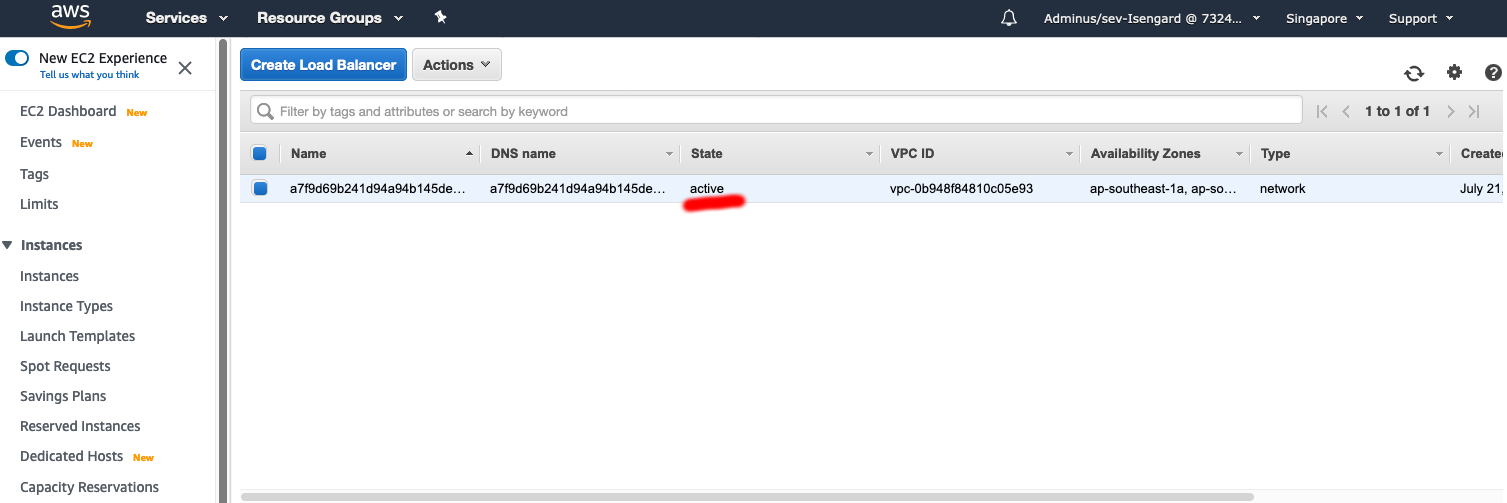 aws Services Resource Groups Adminus/sev-Isengard @ 7324... Singapore Support
New EC2 Experience
Tell us what you think
EC2 Dashboard New
Events New
Tags
Limits
Instances
Instances
Instance Types
Launch Templates
Spot Requests
Savings Plans
Reserved Instances
Dedicated Hosts New
Capacity Reservations
Create Load Balancer Actions
Filter by tags and attributes or search by keyword 1 to 1 of 1
Name DNS name State VPC ID Availability Zones Type Created
a7f9d69b241d94a94b145de... a7f9d69b241d94a94b145de... active vpc-0b948f84810c05e93 ap-southeast-1a, ap-so... network July 21,